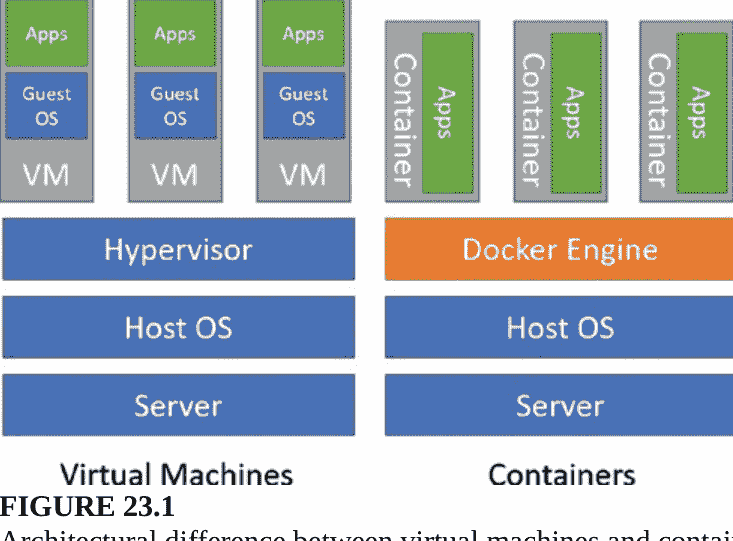 Apps Apps Apps
Guest OS Guest OS Guest OS
VM VM VM
Container Apps Container Apps Container Apps
Hypervisor Docker Engine
Host OS Host OS
Server Server
Virtual Machines Containers
FIGURE 23.1
Architectural difference between virtual machines and